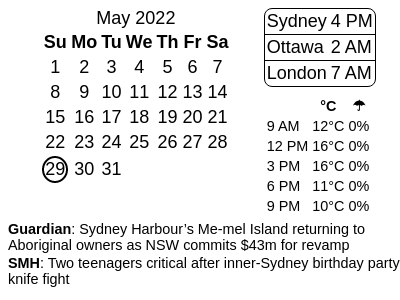 May 2022
Su Mo Tu We Th Fr Sa
1 2 3 4 5 6 7
8 9 10 11 12 13 14
15 16 17 18 19 20 21
22 23 24 25 26 27 28
29 30 31
Sydney 4 PM
Ottawa 2 AM
London 7 AM
°C ☂
9 AM 12°C 0%
12 PM 16°C 0%
3 PM 16°C 0%
6 PM 11°C 0%
9 PM 10°C 0%
Guardian: Sydney Harbour’s Me-mel Island returning to
Aboriginal owners as NSW commits $43m for revamp
SMH: Two teenagers critical after inner-Sydney birthday party
knife fight